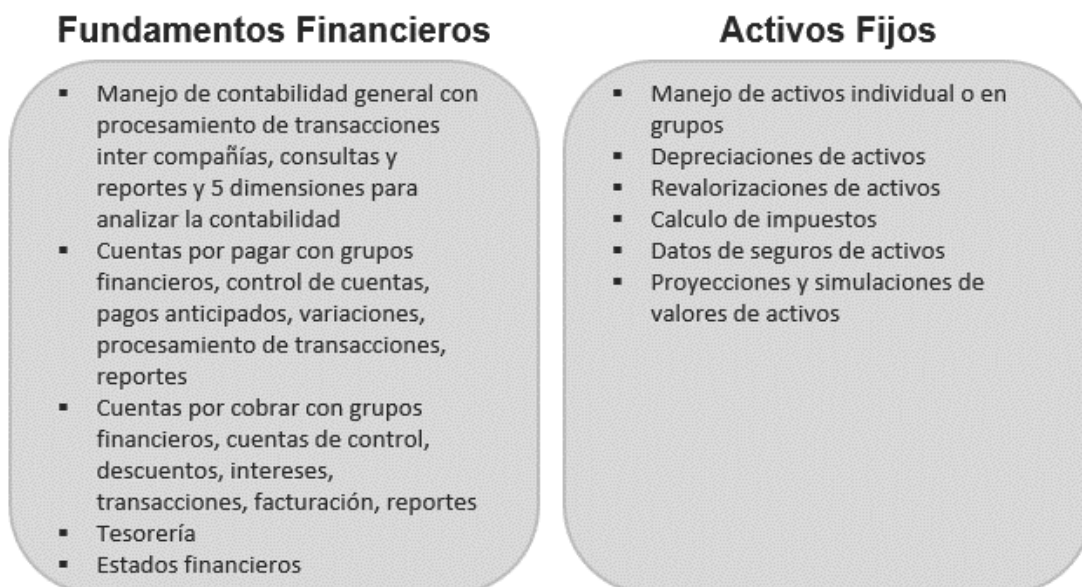 Fundamentos Financieros
▪ Manejo de contabilidad general con
procesamiento de transacciones
inter compañías, consultas y
reportes y 5 dimensiones para
analizar la contabilidad
▪ Cuentas por pagar con grupos
financieros, control de cuentas,
pagos anticipados, variaciones,
procesamiento de transacciones,
reportes
▪ Cuentas por cobrar con grupos
financieros, cuentas de control,
descuentos, intereses,
transacciones, facturación, reportes
▪ Tesorería
▪ Estados financieros
Activos Fijos
▪ Manejo de activos individual o en
grupos
▪ Depreciaciones de activos
▪ Revalorizaciones de activos
▪ Calculo de impuestos
▪ Datos de seguros de activos
▪ Proyecciones y simulaciones de
valores de activos